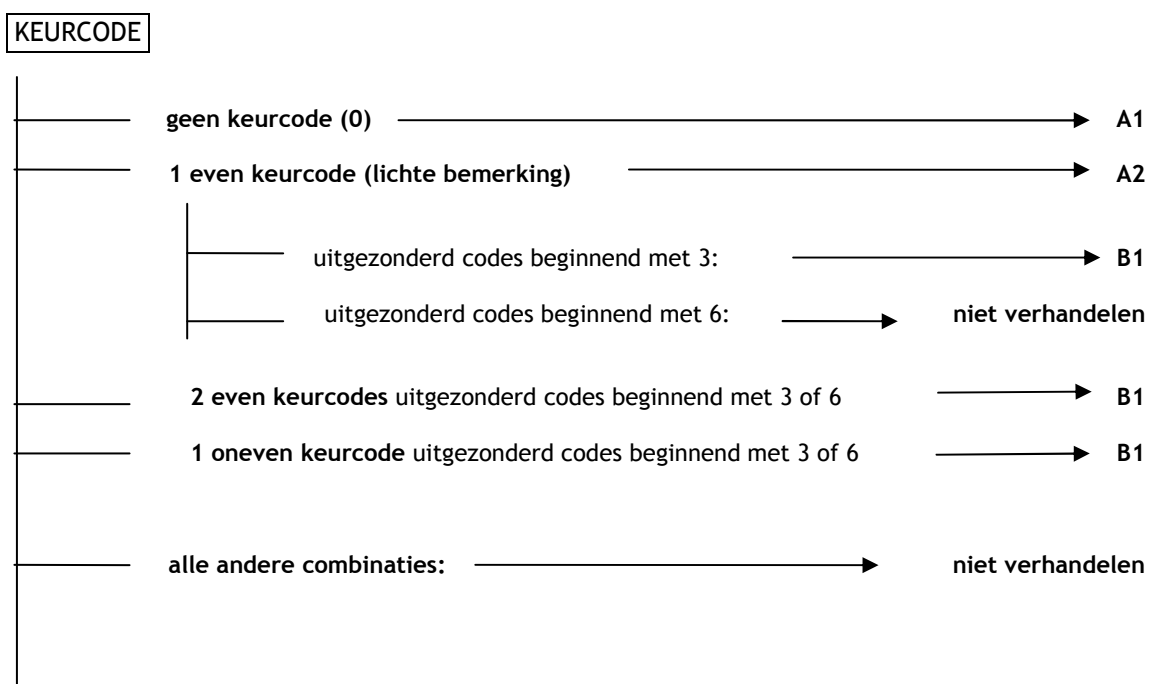 KEURCODE
geen keurcode (0) A1
1 even keurcode (lichte bemerking) A2
uitgezonderd codes beginnend met 3: B1
uitgezonderd codes beginnend met 6: niet verhandelen
2 even keurcodes uitgezonderd codes beginnend met 3 of 6 B1
1 oneven keurcode uitgezonderd codes beginnend met 3 of 6 B1
alle andere combinaties: niet verhandelen